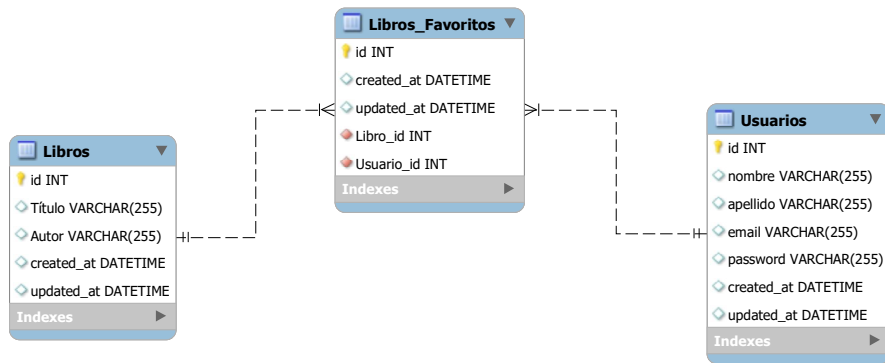 Libros_Favoritos
id INT
created_at DATETIME
updated_at DATETIME
Libro_id INT
Usuario_id INT
Indexes
Libros
id INT
Título VARCHAR(255)
Autor VARCHAR(255)
created_at DATETIME
updated_at DATETIME
Indexes
Usuarios
id INT
nombre VARCHAR(255)
apellido VARCHAR(255)
email VARCHAR(255)
password VARCHAR(255)
created_at DATETIME
updated_at DATETIME
Indexes